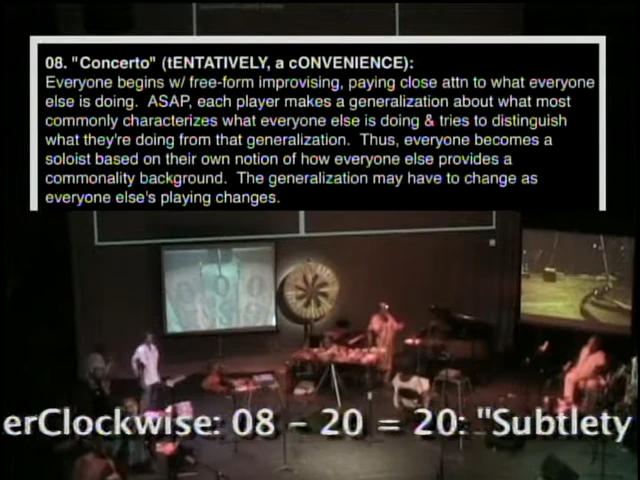 08. "Concerto" (tENTATIVELY, a cONVENIENCE):
Everyone begins w/ free-form improvising, paying close attn to what everyone
else is doing.  ASAP, each player makes a generalization about what most
commonly characterizes what everyone else is doing & tries to distinguish
what they're doing from that generalization.  Thus, everyone becomes a
soloist based on their own notion of how everyone else provides a
commonality background.  The generalization may have to change as
everyone else's playing changes.
erClockwise: 08 – 20 = 20: "Subtlety